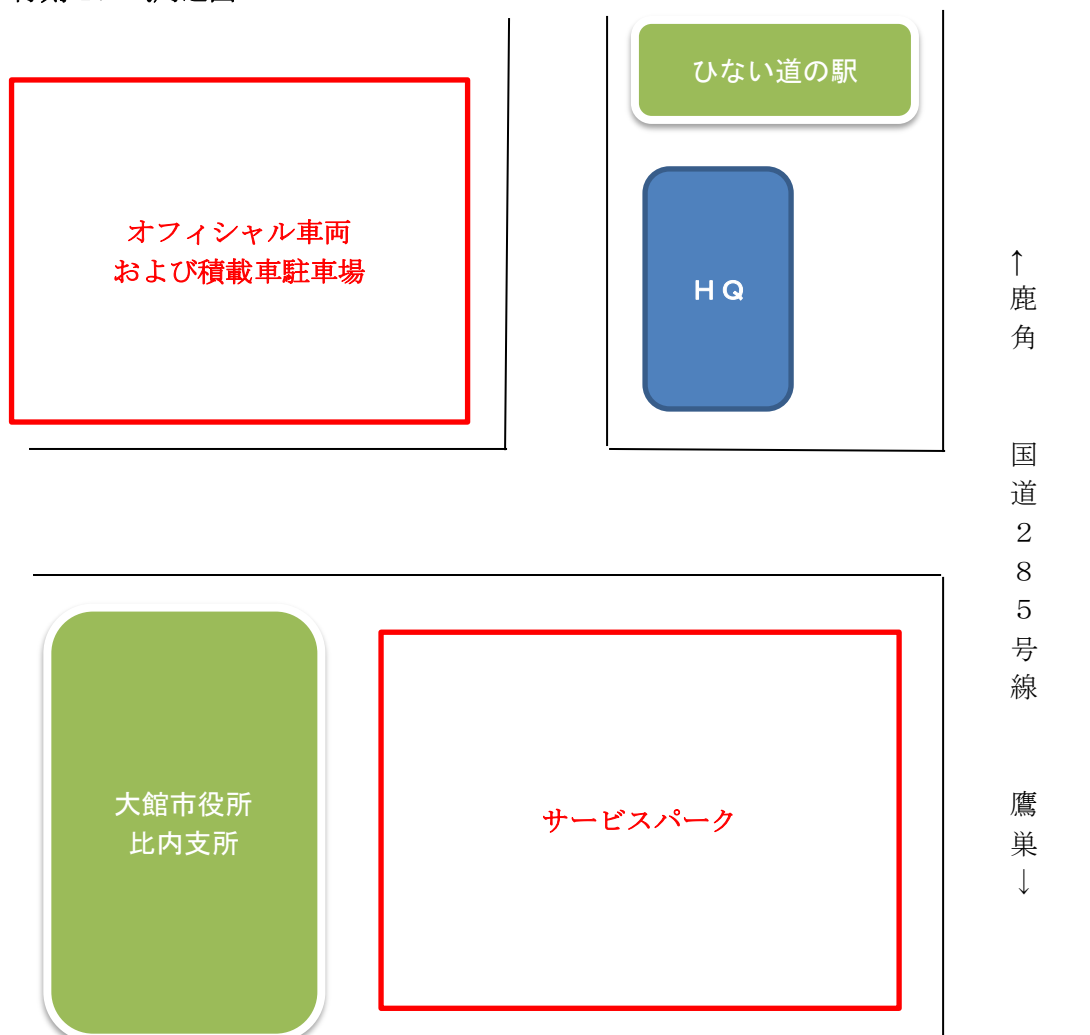 ひない道の駅
オフィシャル車両
および積載車駐車場
ＨＱ
↑鹿角　国道２８５号線　鷹巣↓
大館市役所
比内支所
サービスパーク